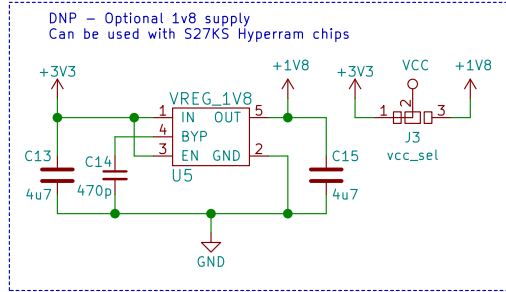 DNP - Optional 1v8 supply
Can be used with S27KS Hyperram chips
+3V3
+1V8
+3V3
VCC
+1V8
VREG_1V8
1 IN OUT 5
4 BYP
3 EN GND 2
U5
C13
4u7
C14
470p
C15
4u7
1 2 3
J3
vcc_sel
GND